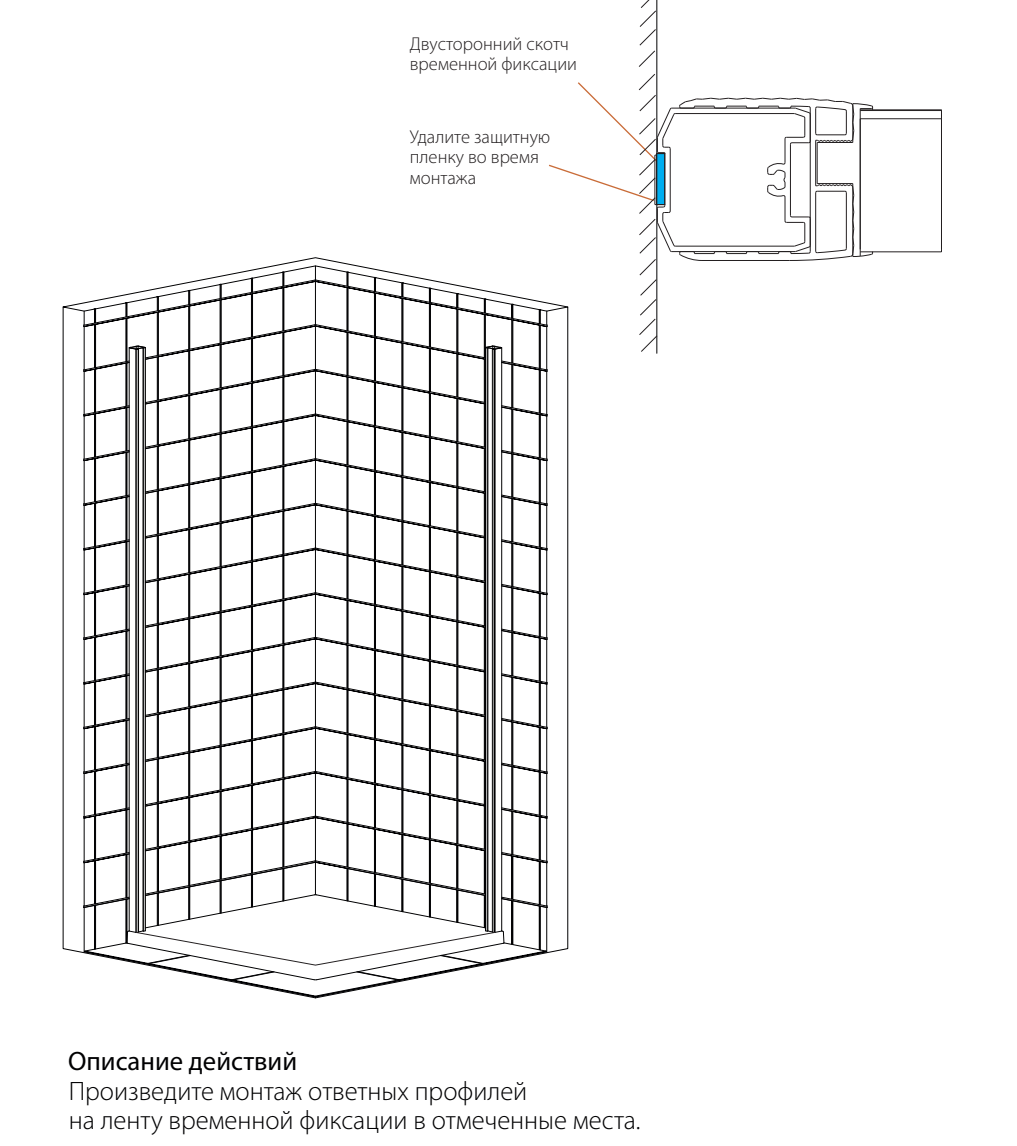 Двусторонний скотч
временной фиксации
Удалите защитную
пленку во время
монтажа
Описание действий
Произведите монтаж ответных профилей
на ленту временной фиксации в отмеченные места.